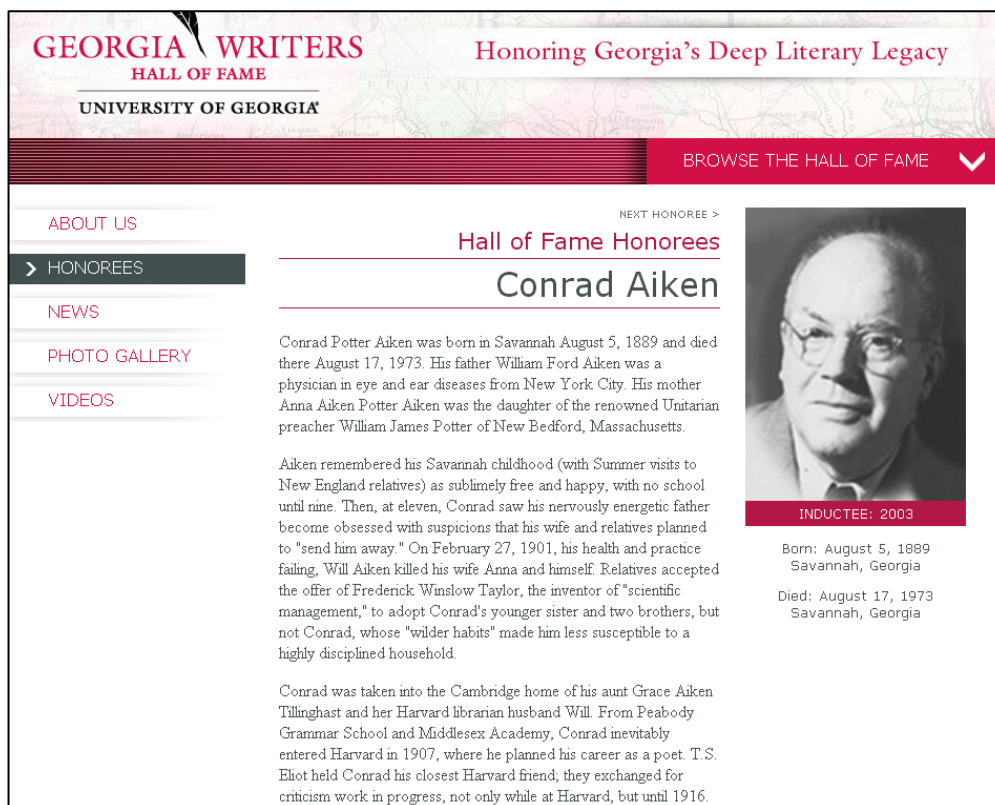 GEORGIA WRITERS
HALL OF FAME
UNIVERSITY OF GEORGIA®
Honoring Georgia's Deep Literary Legacy
BROWSE THE HALL OF FAME
ABOUT US
HONOREES
NEWS
PHOTO GALLERY
VIDEOS
NEXT HONOREE >
Hall of Fame Honorees
Conrad Aiken
Conrad Potter Aiken was born in Savannah August 5, 1889 and died
there August 17, 1973. His father William Ford Aiken was a
physician in eye and ear diseases from New York City. His mother
Anna Aiken Potter Aiken was the daughter of the renowned Unitarian
preacher William James Potter of New Bedford, Massachusetts.
Aiken remembered his Savannah childhood (with Summer visits to
New England relatives) as sublimely free and happy, with no school
until nine. Then, at eleven, Conrad saw his nervously energetic father
become obsessed with suspicions that his wife and relatives planned
to "send him away." On February 27, 1901, his health and practice
failing, Will Aiken killed his wife Anna and himself. Relatives accepted
the offer of Frederick Winslow Taylor, the inventor of "scientific
management," to adopt Conrad's younger sister and two brothers, but
not Conrad, whose "wilder habits" made him less susceptible to a
highly disciplined household.
Conrad was taken into the Cambridge home of his aunt Grace Aiken
Tillinghast and her Harvard librarian husband Will. From Peabody
Grammar School and Middlesex Academy, Conrad inevitably
entered Harvard in 1907, where he planned his career as a poet. T.S.
Eliot held Conrad his closest Harvard friend; they exchanged for
criticism work in progress, not only while at Harvard, but until 1916.
INDUCTEE: 2003
Born: August 5, 1889
Savannah, Georgia
Died: August 17, 1973
Savannah, Georgia